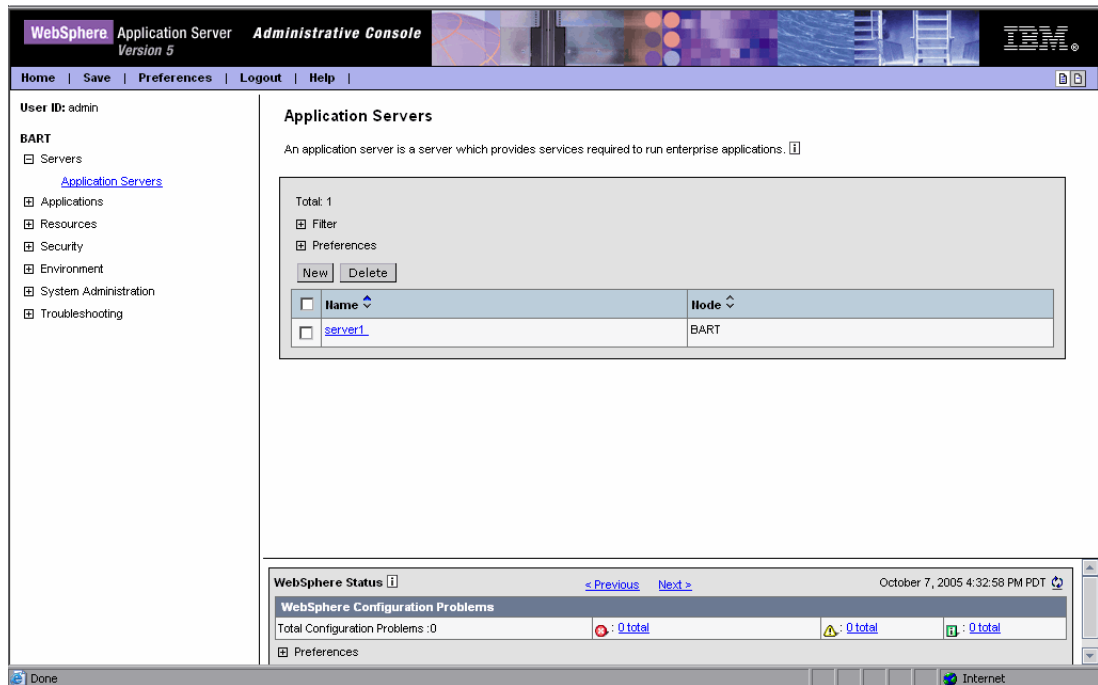 WebSphere Application Server Administrative Console
Version 5
IBM®
Home | Save | Preferences | Logout | Help |
User ID: admin
BART
Servers
Application Servers
Applications
Resources
Security
Environment
System Administration
Troubleshooting
Application Servers
An application server is a server which provides services required to run enterprise applications.
Total: 1
Filter
Preferences
New Delete
Name Node
server1 BART
WebSphere Status < Previous Next > October 7, 2005 4:32:58 PM PDT
WebSphere Configuration Problems
Total Configuration Problems :0 : 0 total : 0 total : 0 total
Preferences
Done Internet